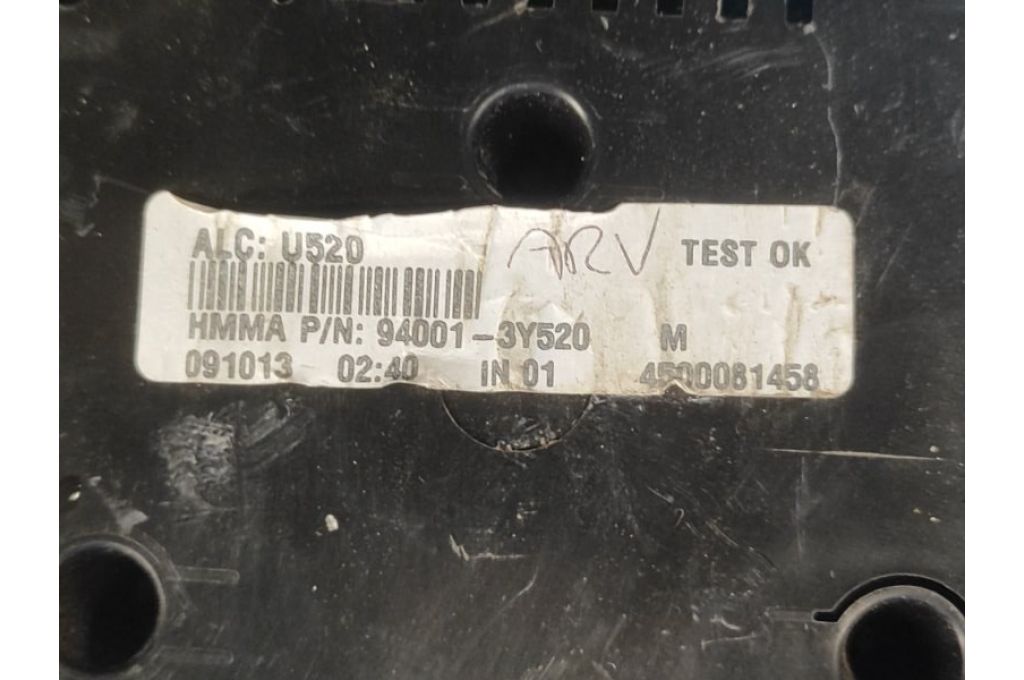 ALC: U520 ARV TEST OK
HMMA P/N: 94001-3Y520 M
091013 02:40 IN 01 4500081458